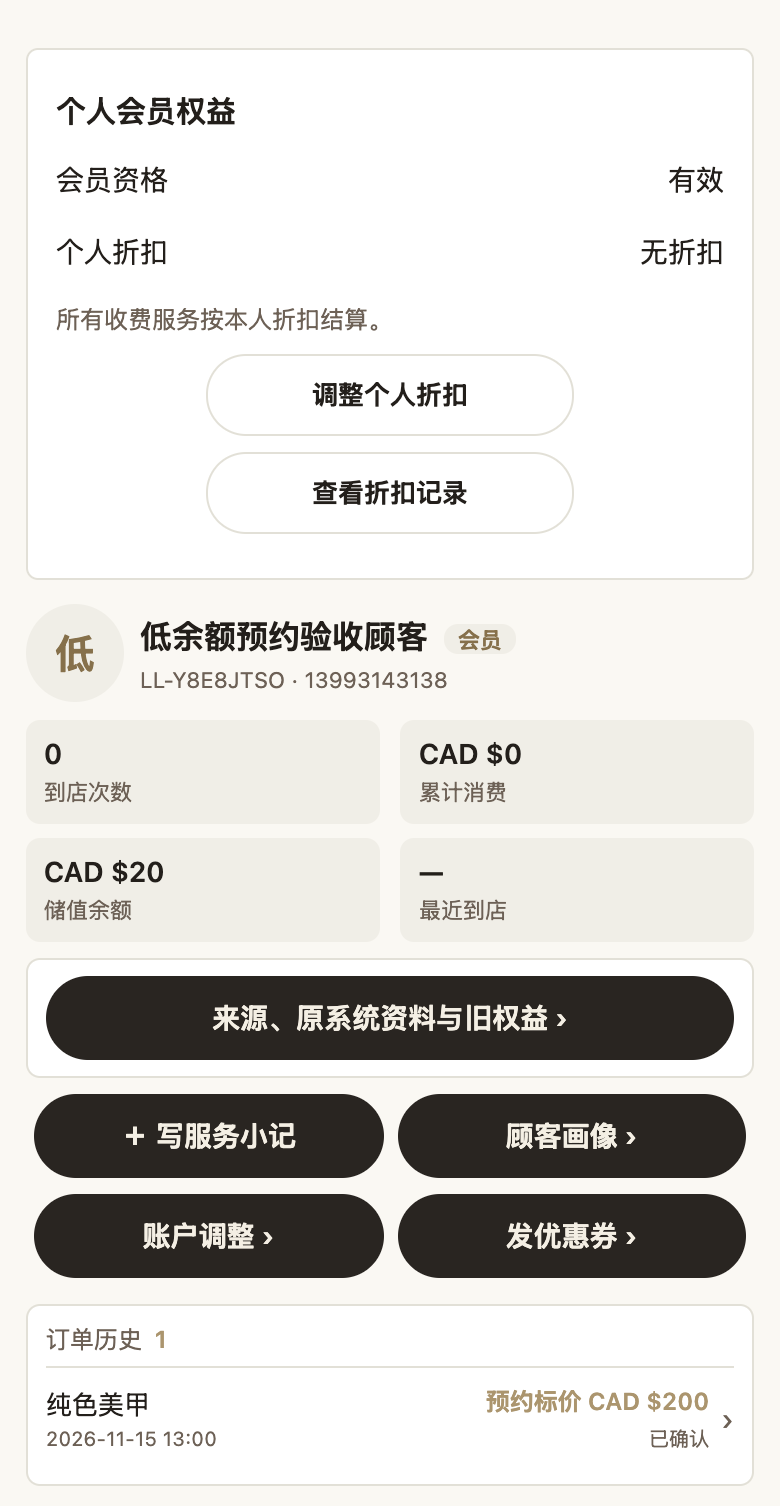 个人会员权益
会员资格 有效
个人折扣 无折扣
所有收费服务按本人折扣结算。
调整个人折扣
查看折扣记录
低
低余额预约验收顾客 会员
LL-Y8E8JTSO · 13993143138
0
到店次数
CAD $0
累计消费
CAD $20
储值余额
—
最近到店
来源、原系统资料与旧权益 ›
+ 写服务小记
顾客画像 ›
账户调整 ›
发优惠券 ›
订单历史 1
纯色美甲 预约标价 CAD $200
2026-11-15 13:00 已确认 ›